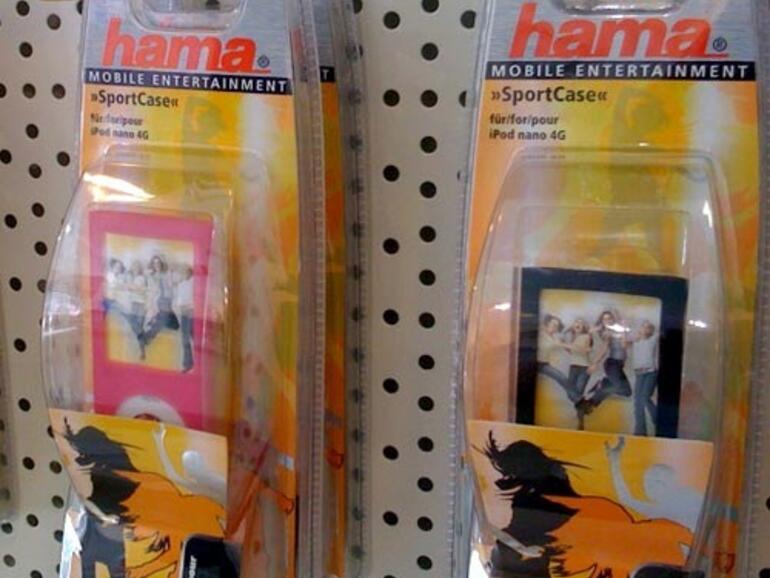 hama®
MOBILE ENTERTAINMENT
»SportCase«
für/for/pour
iPod nano 4G
hama®
MOBILE ENTERTAINMENT
»SportCase«
für/for/pour
iPod nano 4G